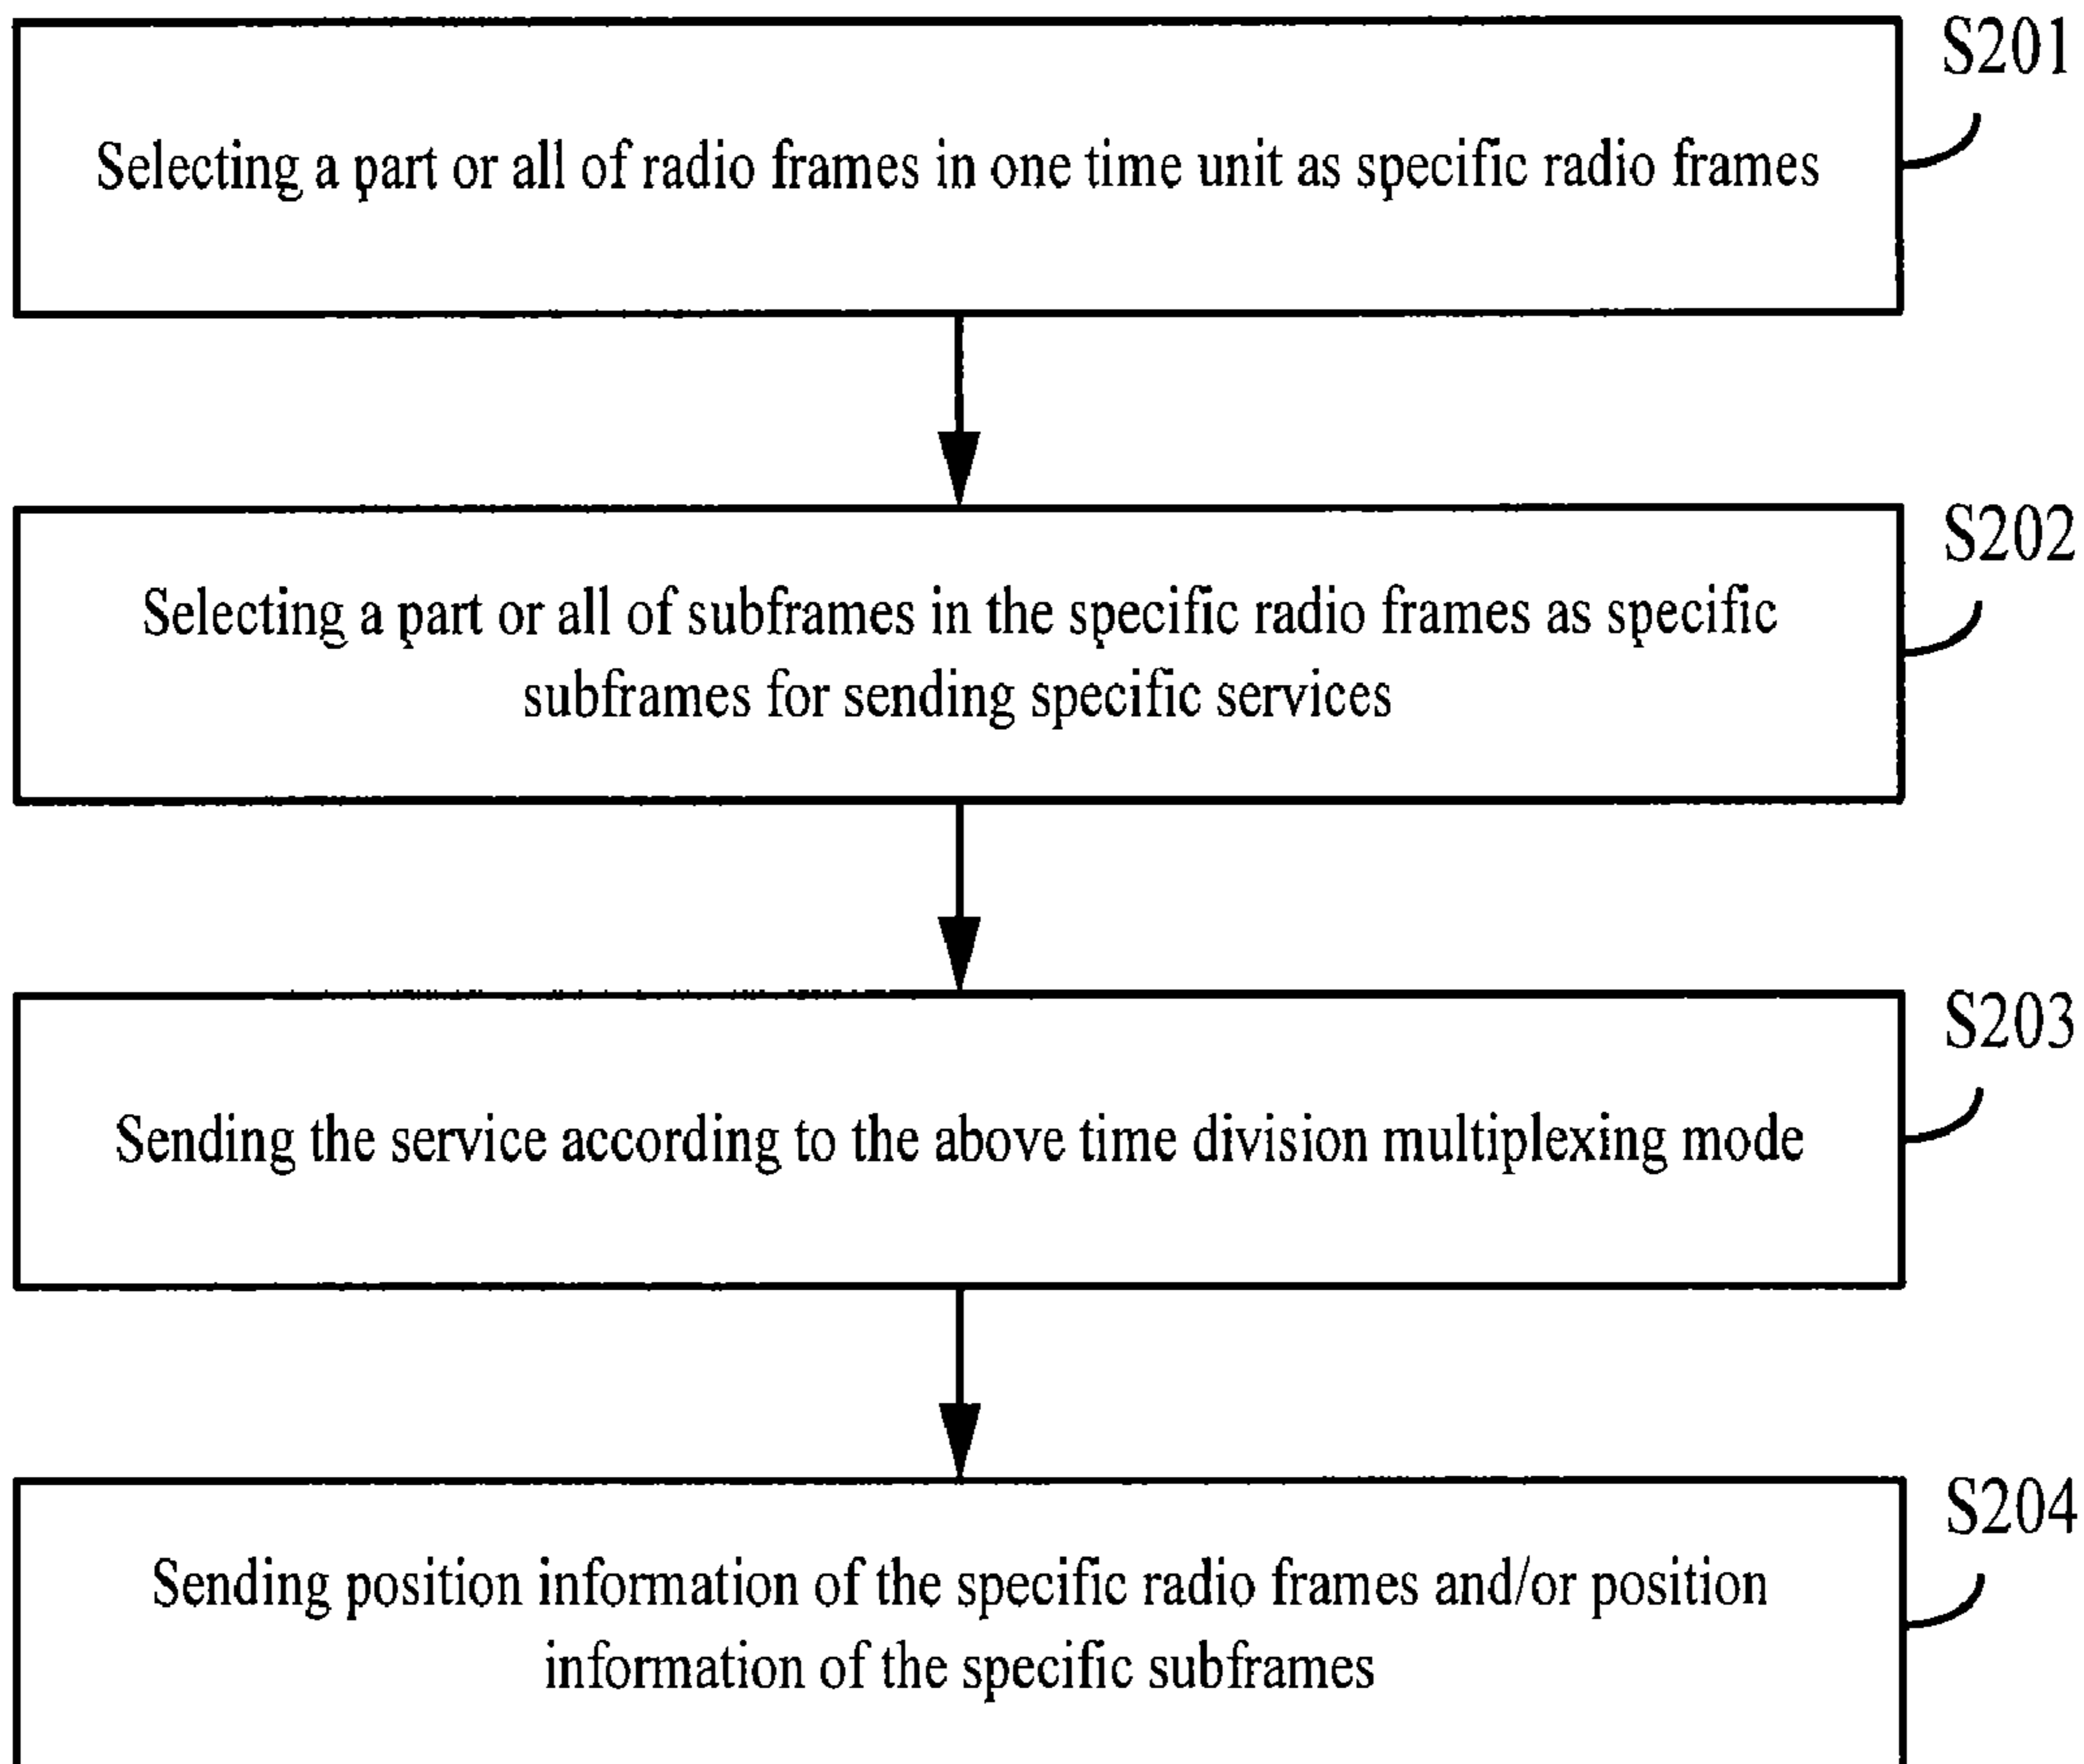 S201
Selecting a part or all of radio frames in one time unit as specific radio frames
S202
Selecting a part or all of subframes in the specific radio frames as specific
subframes for sending specific services
S203
Sending the service according to the above time division multiplexing mode
S204
Sending position information of the specific radio frames and/or position
information of the specific subframes